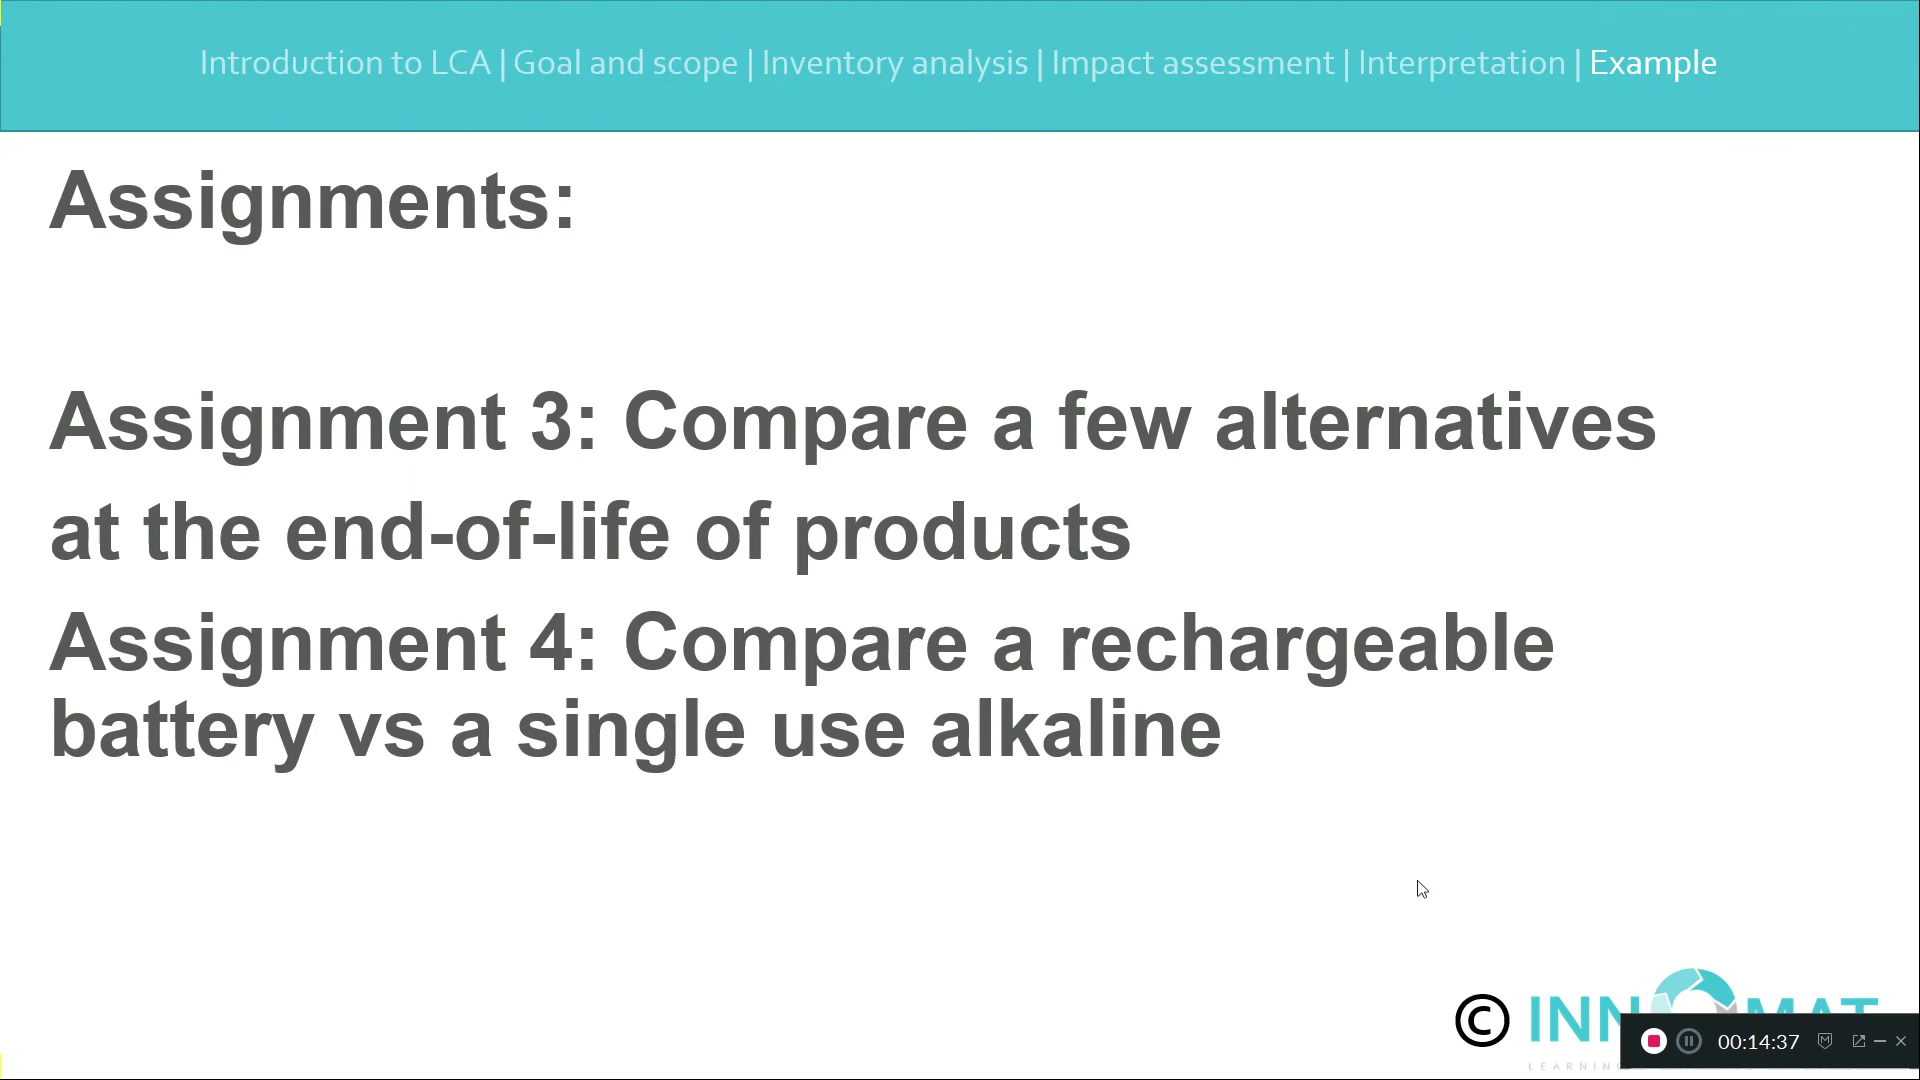 Introduction to LCA | Goal and scope | Inventory analysis | Impact assessment | Interpretation | Example
Assignments:
Assignment 3: Compare a few alternatives
at the end-of-life of products
Assignment 4: Compare a rechargeable
battery vs a single use alkaline
© INN MAT
LEARNING
00:14:37